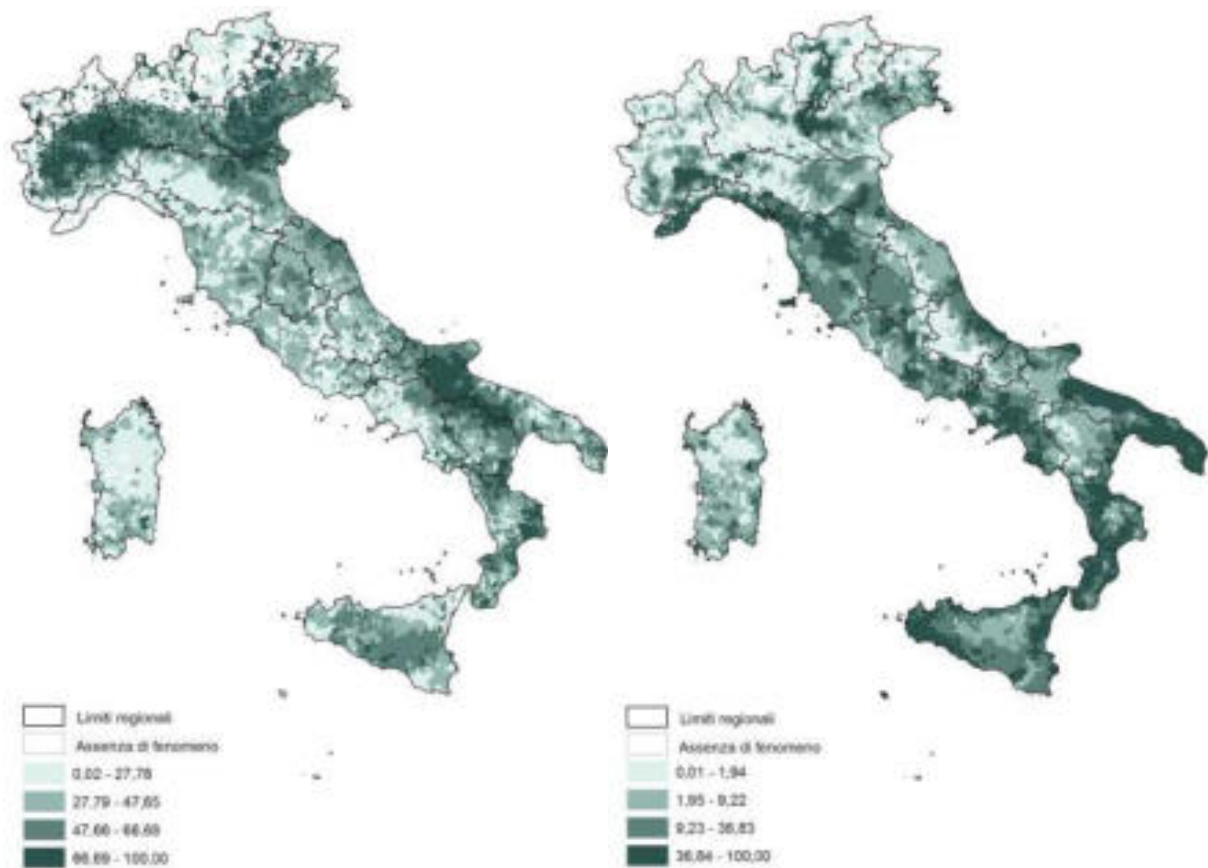 Limiti regionali
Assenza di fenomeno
0,02 - 27,78
27,79 - 47,65
47,66 - 66,68
66,69 - 100,00
Limiti regionali
Assenza di fenomeno
0,01 - 1,94
1,95 - 9,22
9,23 - 36,83
36,84 - 100,00